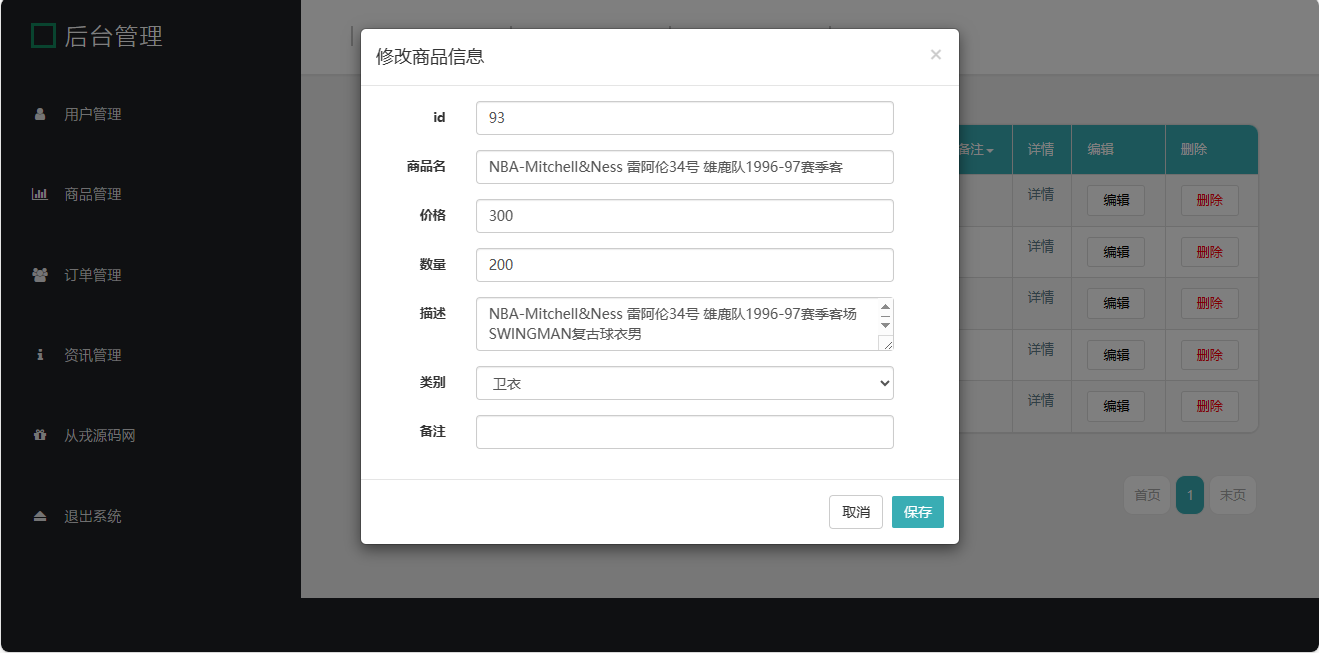 后台管理
用户管理
商品管理
订单管理
资讯管理
从戎源码网
退出系统
修改商品信息
×
id
93
商品名
NBA-Mitchell&Ness 雷阿伦34号 雄鹿队1996-97赛季客
价格
300
数量
200
描述
NBA-Mitchell&Ness 雷阿伦34号 雄鹿队1996-97赛季客场
SWINGMAN复古球衣男
类别
卫衣
备注
取消
保存
备注 详情 编辑 删除
详情 编辑 删除
详情 编辑 删除
详情 编辑 删除
详情 编辑 删除
详情 编辑 删除
首页 1 末页